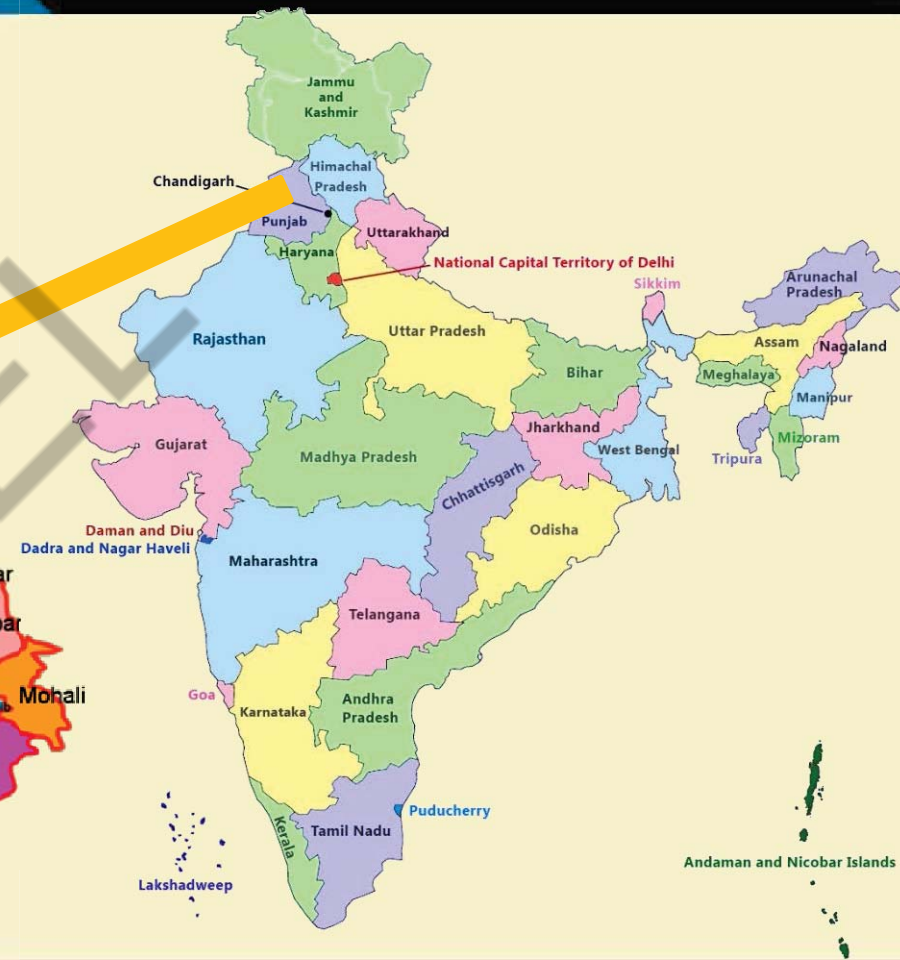 Jammu
and
Kashmir
Himachal
Pradesh
Chandigarh
Punjab
Uttarakhand
Haryana
National Capital Territory of Delhi
Sikkim
Arunachal
Pradesh
Rajasthan
Uttar Pradesh
Assam
Nagaland
Bihar
Meghalaya
Manipur
Gujarat
Jharkhand
Madhya Pradesh
West Bengal
Mizoram
Tripura
Chhattisgarh
Daman and Diu
Dadra and Nagar Haveli
Odisha
Maharashtra
Telangana
Mohali
Goa
Karnataka
Andhra
Pradesh
Puducherry
Kerala
Tamil Nadu
Lakshadweep
Andaman and Nicobar Islands